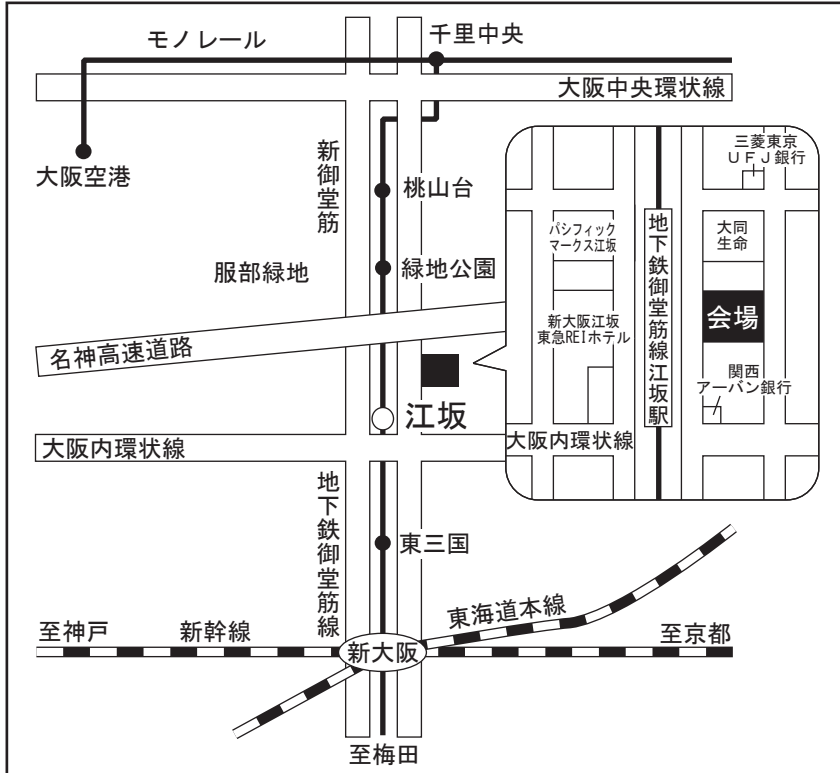 モノレール
千里中央
大阪中央環状線
大阪空港
新御堂筋
桃山台
服部緑地
緑地公園
名神高速道路
江坂
大阪内環状線
地下鉄御堂筋線
東三国
東海道本線
至神戸
新幹線
新大阪
至京都
至梅田
三菱東京
ＵＦＪ銀行
パシフィック
マークス江坂
地下鉄御堂筋線江坂駅
大同
生命
会場
新大阪江坂
東急REIホテル
関西
アーバン銀行
大阪内環状線